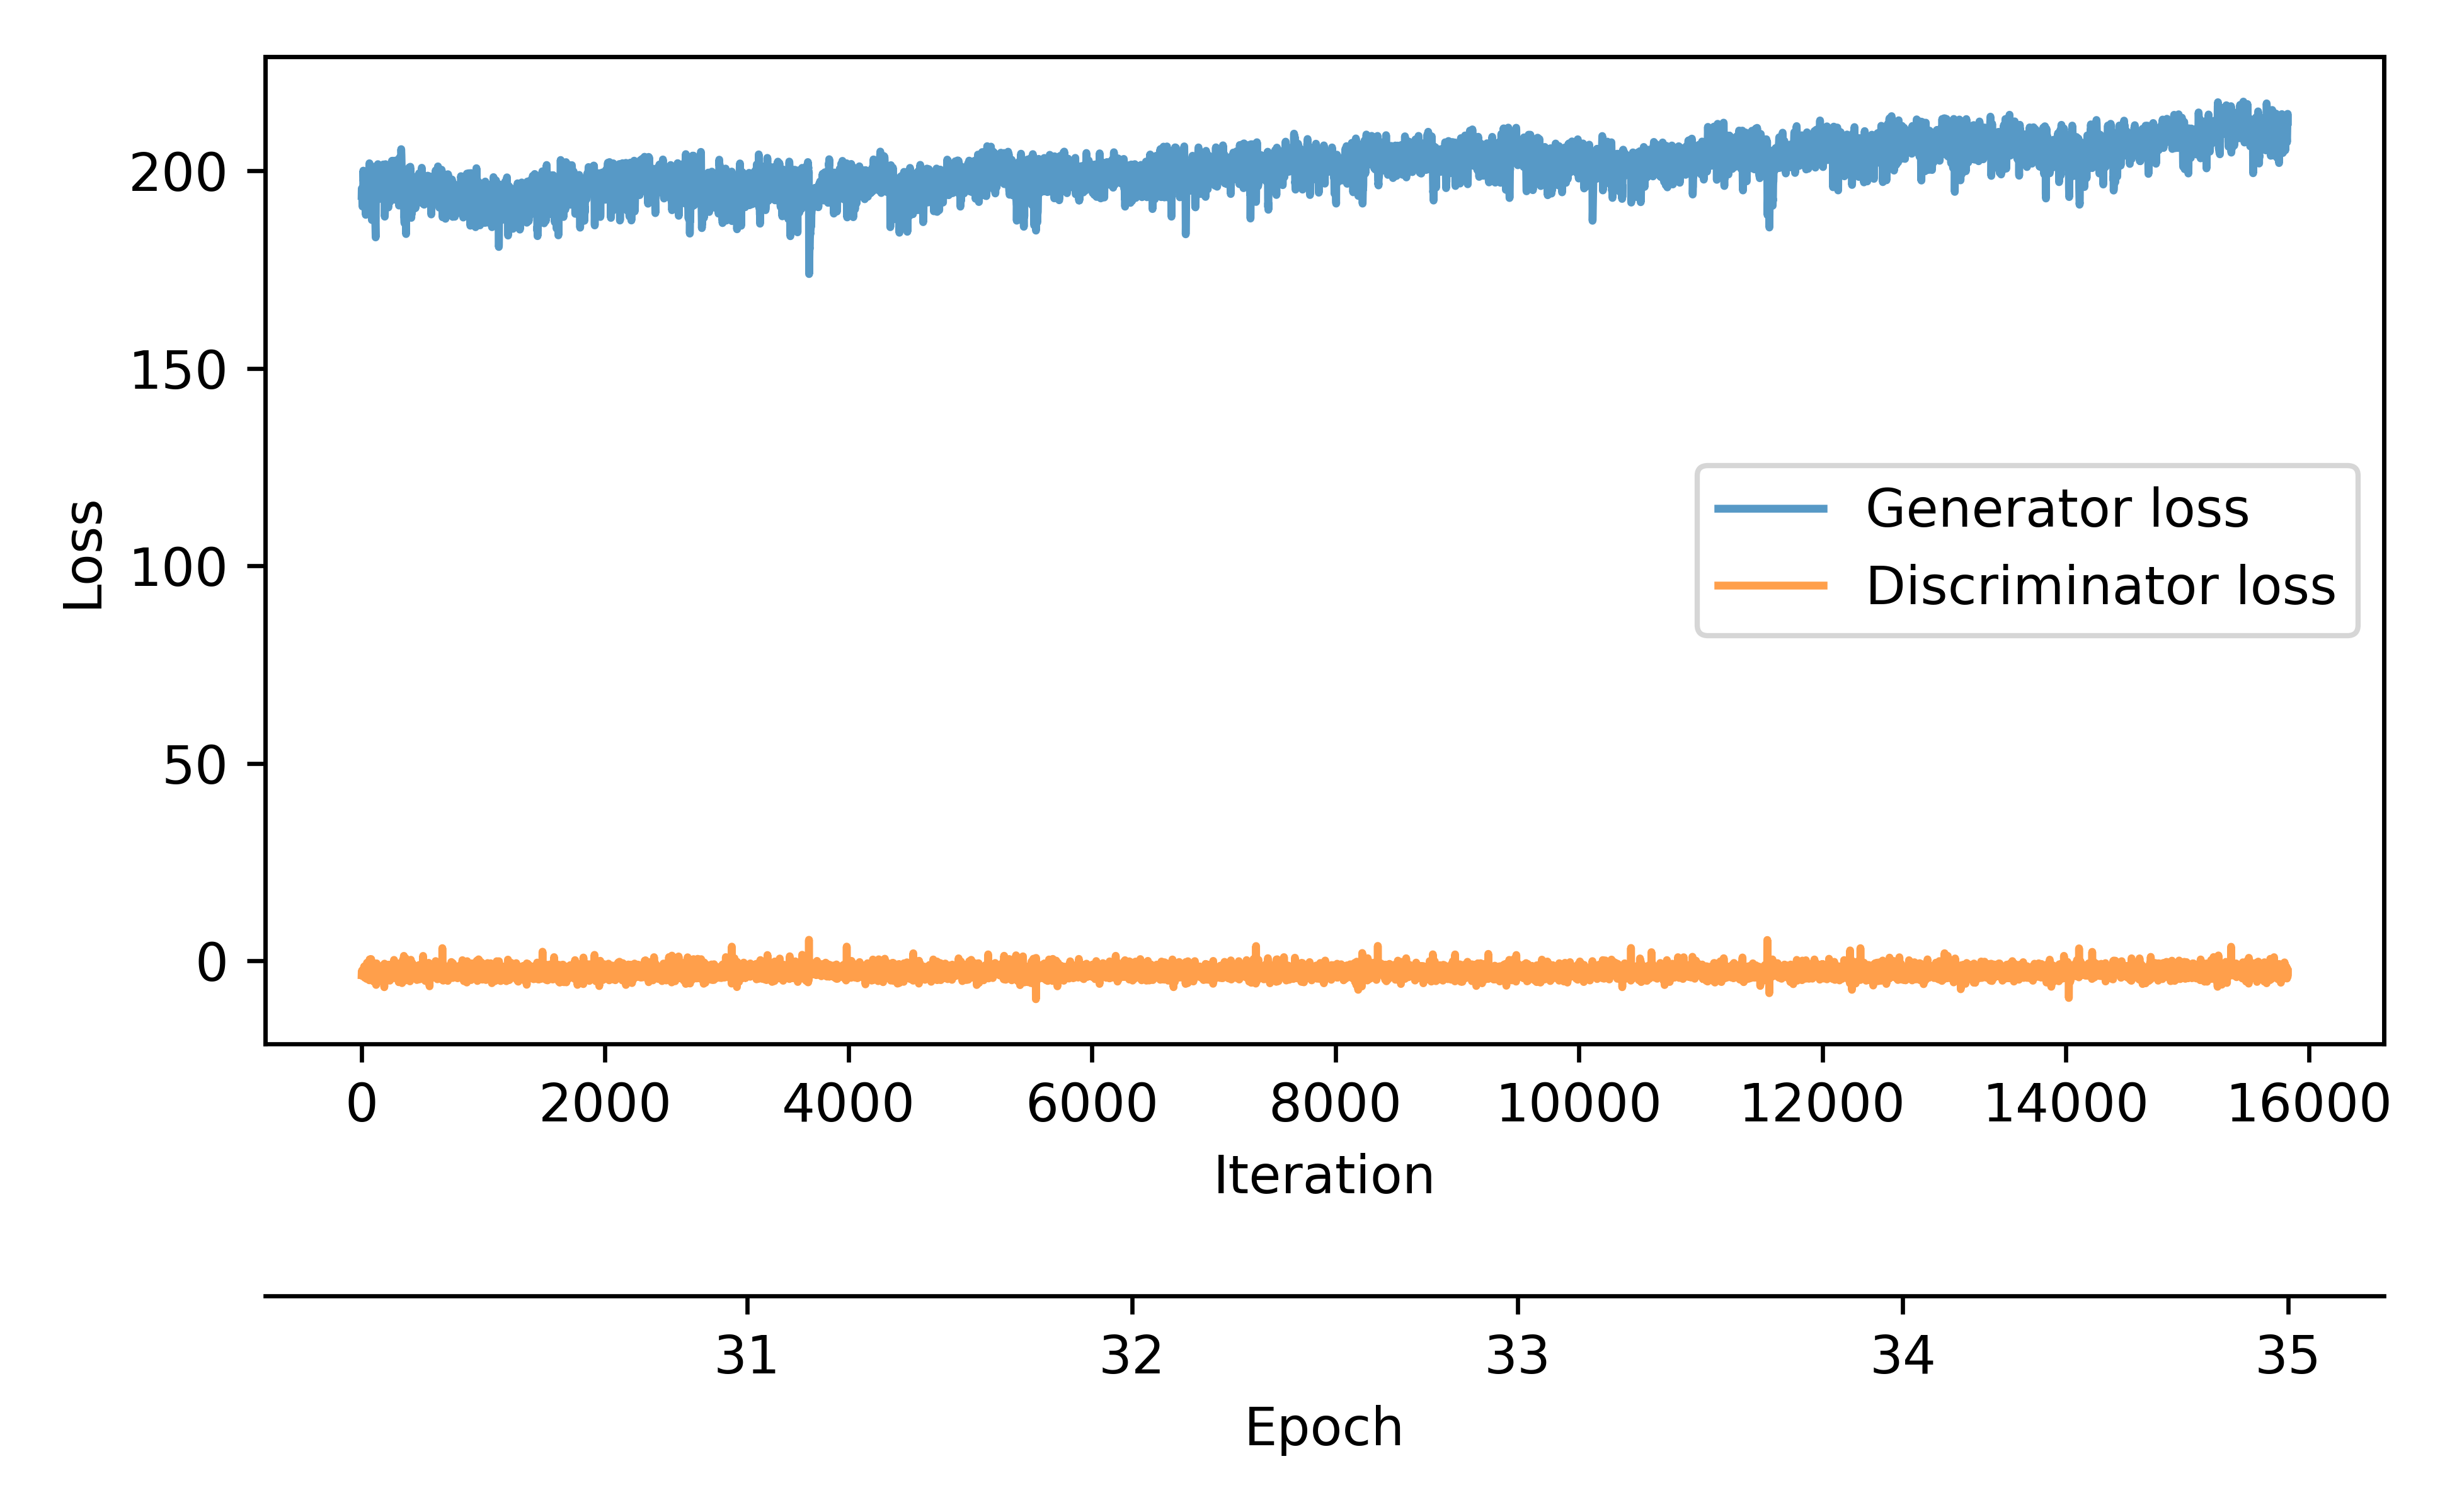 200
150
100
50
0
Loss
Generator loss
Discriminator loss
0 2000 4000 6000 8000 10000 12000 14000 16000
Iteration
31 32 33 34 35
Epoch